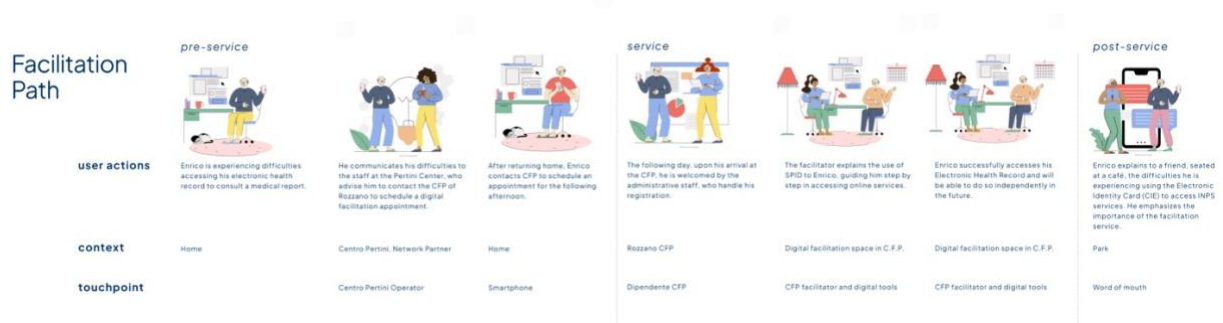 Facilitation
Path
pre-service
service
post-service
user actions
Enrico is experiencing difficulties
accessing his electronic health
record to consult a medical report.
He communicates his difficulties to
the staff at the Pertini Center, who
advise him to contact the CFP of
Rozzano to schedule a digital
facilitation appointment.
After returning home, Enrico
contacts CFP to schedule an
appointment for the following
afternoon.
The following day, upon his arrival at
the CFP, he is welcomed by the
administrative staff, who handle his
registration.
The facilitator explains the use of
SPID to Enrico, guiding him step by
step in accessing online services.
Enrico successfully accesses his
Electronic Health Record and will
be able to do so independently in
the future.
Enrico explains to a friend, seated
at a café, the difficulties he is
experiencing using the Electronic
Identity Card (CIE) to access INPS
services. He emphasizes the
importance of the facilitation
service.
context
Home
Centro Pertini, Network Partner
Home
Rozzano CFP
Digital facilitation space in C.F.P.
Digital facilitation space in C.F.P.
Park
touchpoint
Centro Pertini Operator
Smartphone
Dipendente CFP
CFP facilitator and digital tools
CFP facilitator and digital tools
Word of mouth